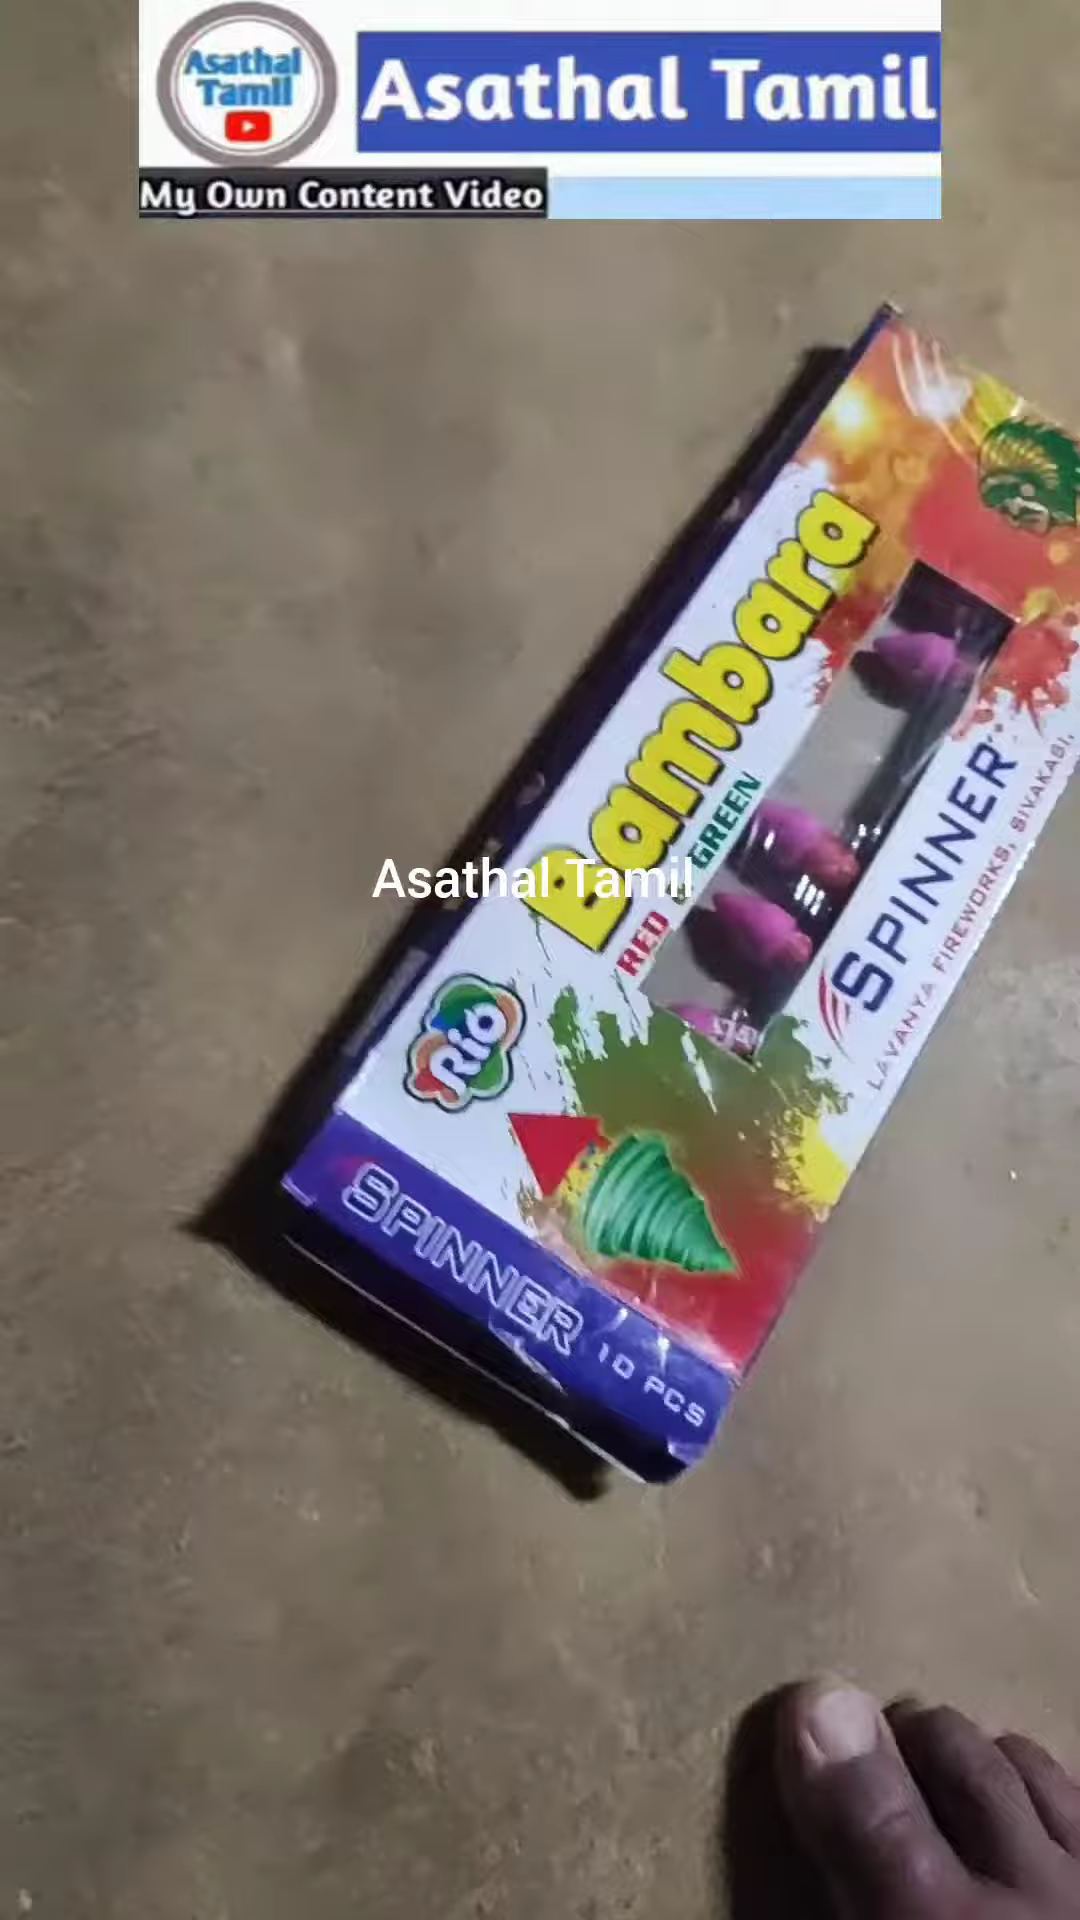 Asathal
Tamil
Asathal Tamil
My Own Content Video
Bambara
RED & GREEN
SPINNER
LAVANYA FIREWORKS, SIVAKASI.
Asathal Tamil
Rio
SPINNER 10 PCS